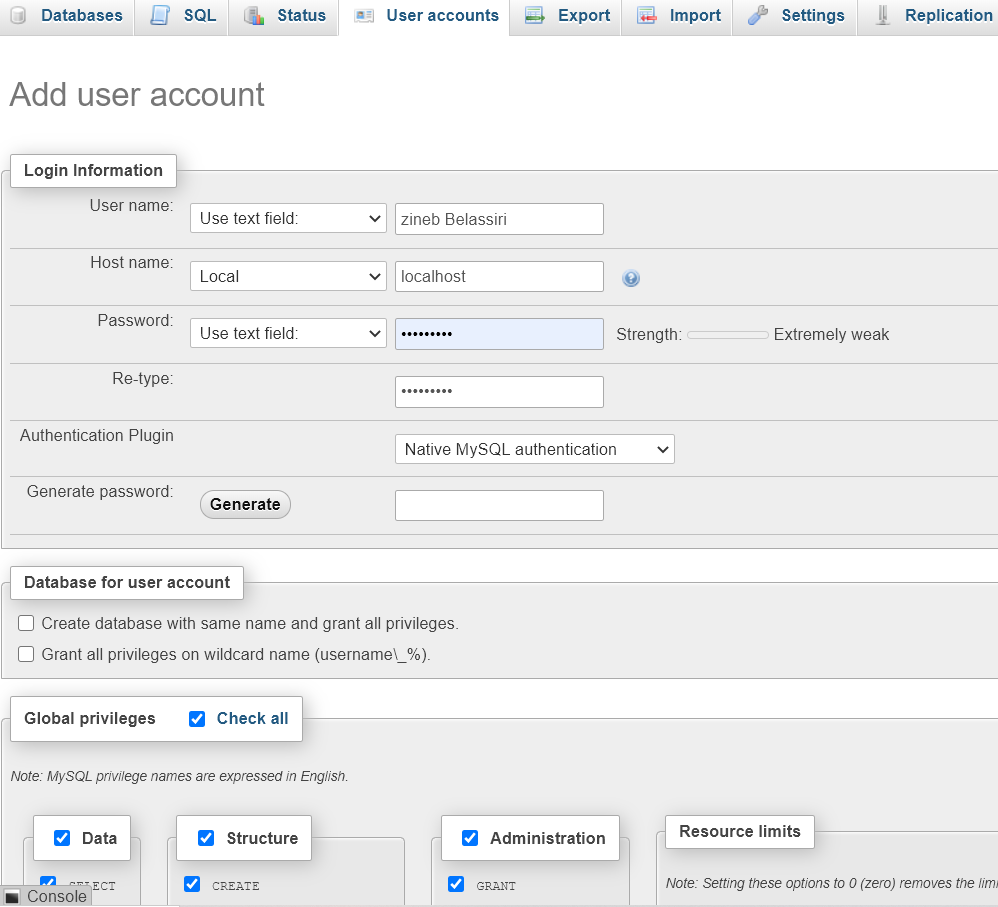 Databases SQL Status User accounts Export Import Settings Replication
Add user account
Login Information
User name: Use text field: zineb Belassiri
Host name: Local localhost
Password: Use text field: ••••••••• Strength: Extremely weak
Re-type: •••••••••
Authentication Plugin Native MySQL authentication
Generate password: Generate
Database for user account
Create database with same name and grant all privileges.
Grant all privileges on wildcard name (username\_%).
Global privileges Check all
Note: MySQL privilege names are expressed in English.
Data Structure Administration Resource limits
SELECT CREATE GRANT Note: Setting these options to 0 (zero) removes the
Console